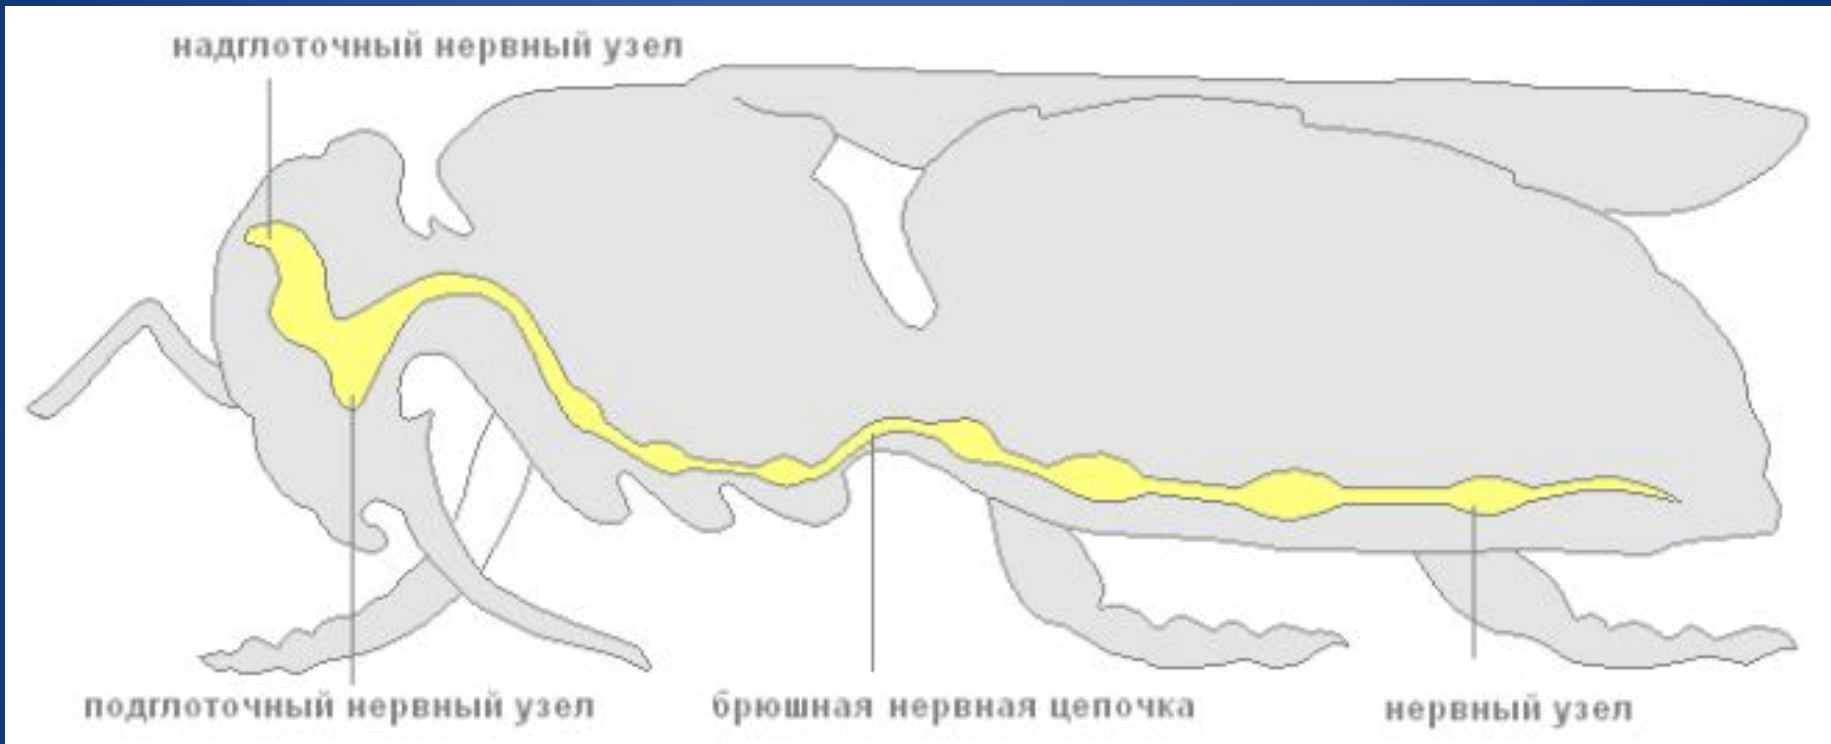 надглоточный нервный узел
подглоточный нервный узел
брюшная нервная цепочка
нервный узел